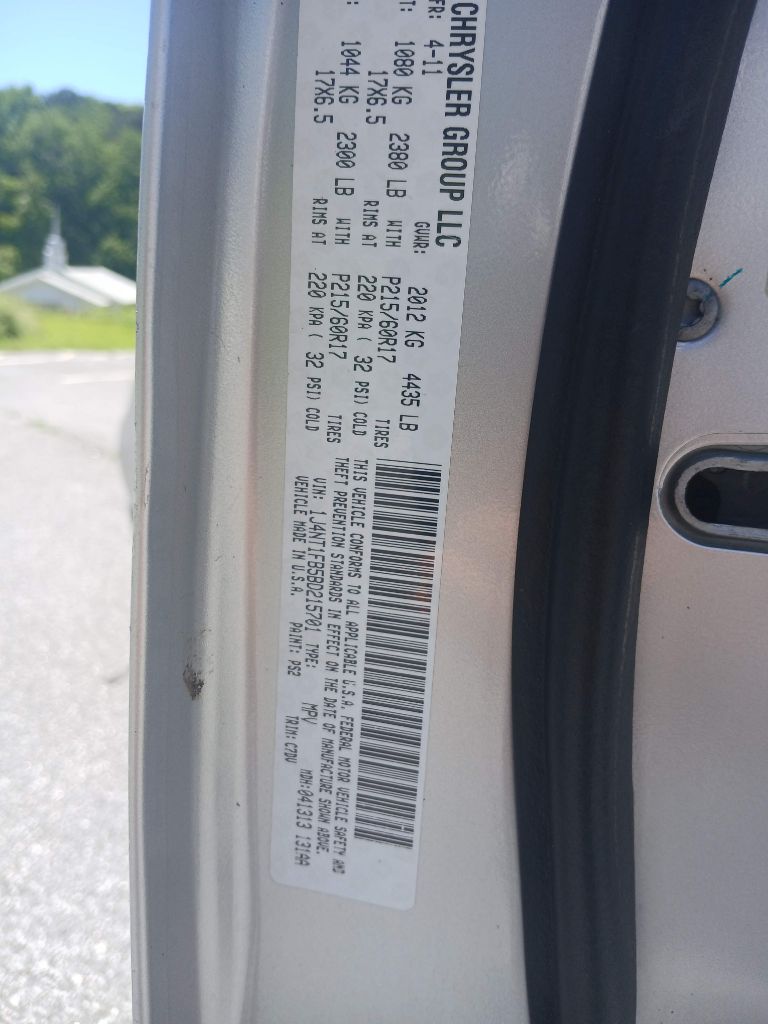 CHRYSLER GROUP LLC
FR: 4-11 GVWR: 2012 KG 4435 LB
T: 1080 KG 2380 LB WITH P215/60R17 TIRES
17X6.5 RIMS AT 220 KPA ( 32 PSI) COLD
: 1044 KG 2300 LB WITH P215/60R17 TIRES
17X6.5 RIMS AT 220 KPA ( 32 PSI) COLD
THIS VEHICLE CONFORMS TO ALL APPLICABLE U.S.A. FEDERAL MOTOR VEHICLE SAFETY AND
THEFT PREVENTION STANDARDS IN EFFECT ON THE DATE OF MANUFACTURE SHOWN ABOVE.
VIN: 1J4NT1FB5BD215701 TYPE: MPV MDH:041313 1314A
VEHICLE MADE IN U.S.A. PAINT: PS2 TRIM: C7DV